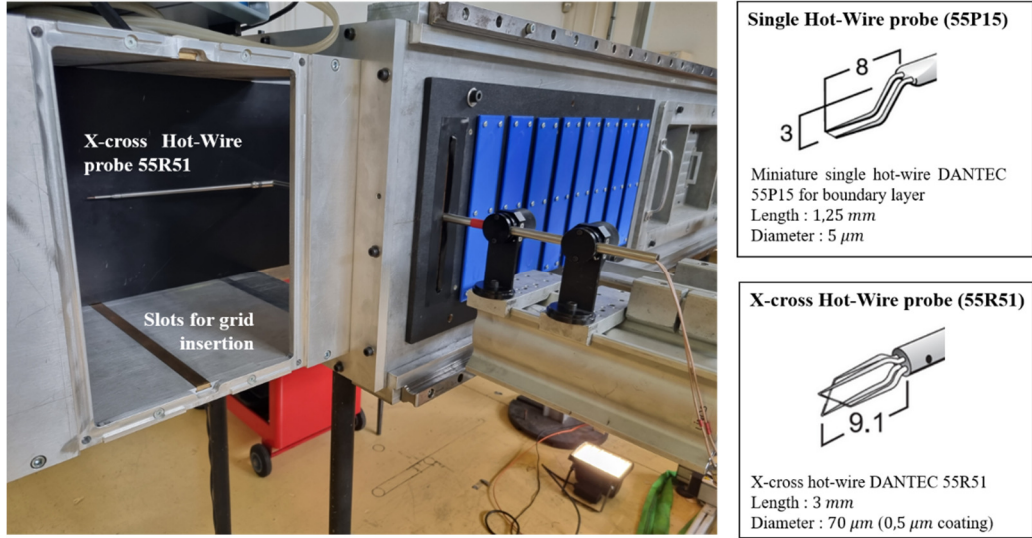 X-cross Hot-Wire
probe 55R51
Slots for grid
insertion
Single Hot-Wire probe (55P15)
8
3
Miniature single hot-wire DANTEC
55P15 for boundary layer
Length : 1,25 mm
Diameter : 5 μm
X-cross Hot-Wire probe (55R51)
9.1
X-cross hot-wire DANTEC 55R51
Length : 3 mm
Diameter : 70 μm (0,5 μm coating)